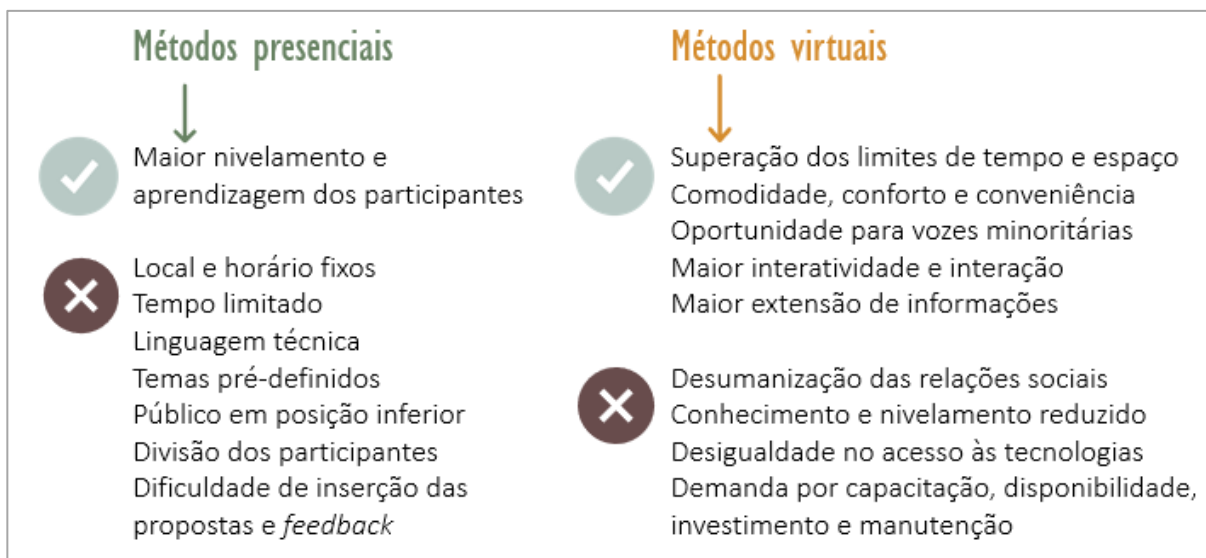 Métodos presenciais
Maior nivelamento e
aprendizagem dos participantes
Local e horário fixos
Tempo limitado
Linguagem técnica
Temas pré-definidos
Público em posição inferior
Divisão dos participantes
Dificuldade de inserção das
propostas e feedback
Métodos virtuais
Superação dos limites de tempo e espaço
Comodidade, conforto e conveniência
Oportunidade para vozes minoritárias
Maior interatividade e interação
Maior extensão de informações
Desumanização das relações sociais
Conhecimento e nivelamento reduzido
Desigualdade no acesso às tecnologias
Demanda por capacitação, disponibilidade,
investimento e manutenção